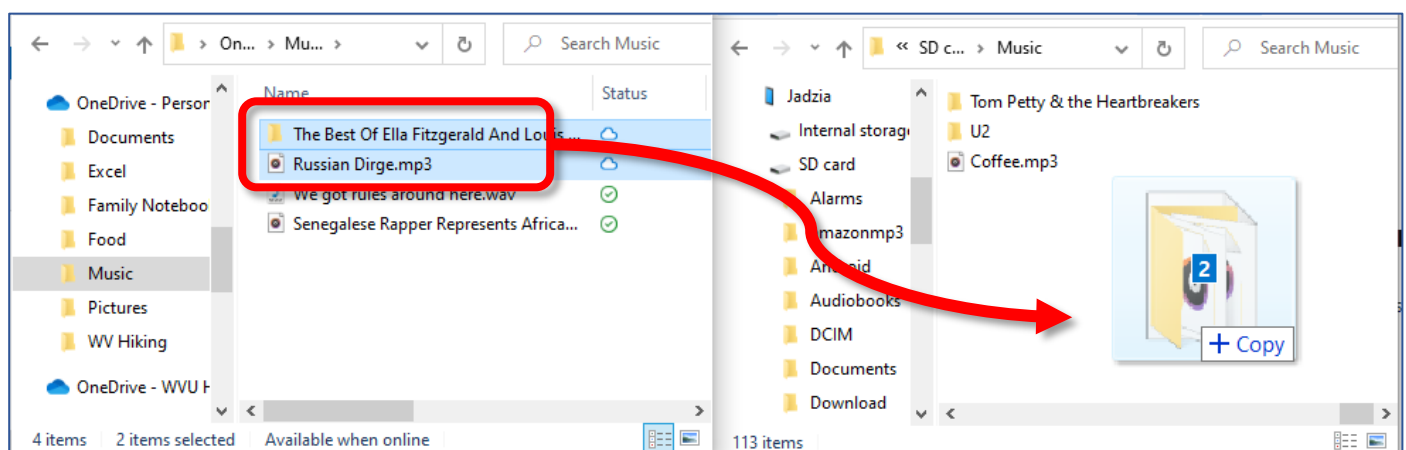 On... > Mu... >
Search Music
OneDrive - Person
Documents
Excel
Family Noteboo
Food
Music
Pictures
WV Hiking
OneDrive - WVU H
Name Status
The Best Of Ella Fitzgerald And Louis ...
Russian Dirge.mp3
We got rules around here.wav
Senegalese Rapper Represents Africa...
4 items 2 items selected Available when online
« SD c... > Music
Search Music
Jadzia
Internal storage
SD card
Alarms
amazonmp3
Android
Audiobooks
DCIM
Documents
Download
Tom Petty & the Heartbreakers
U2
Coffee.mp3
2
+ Copy
113 items